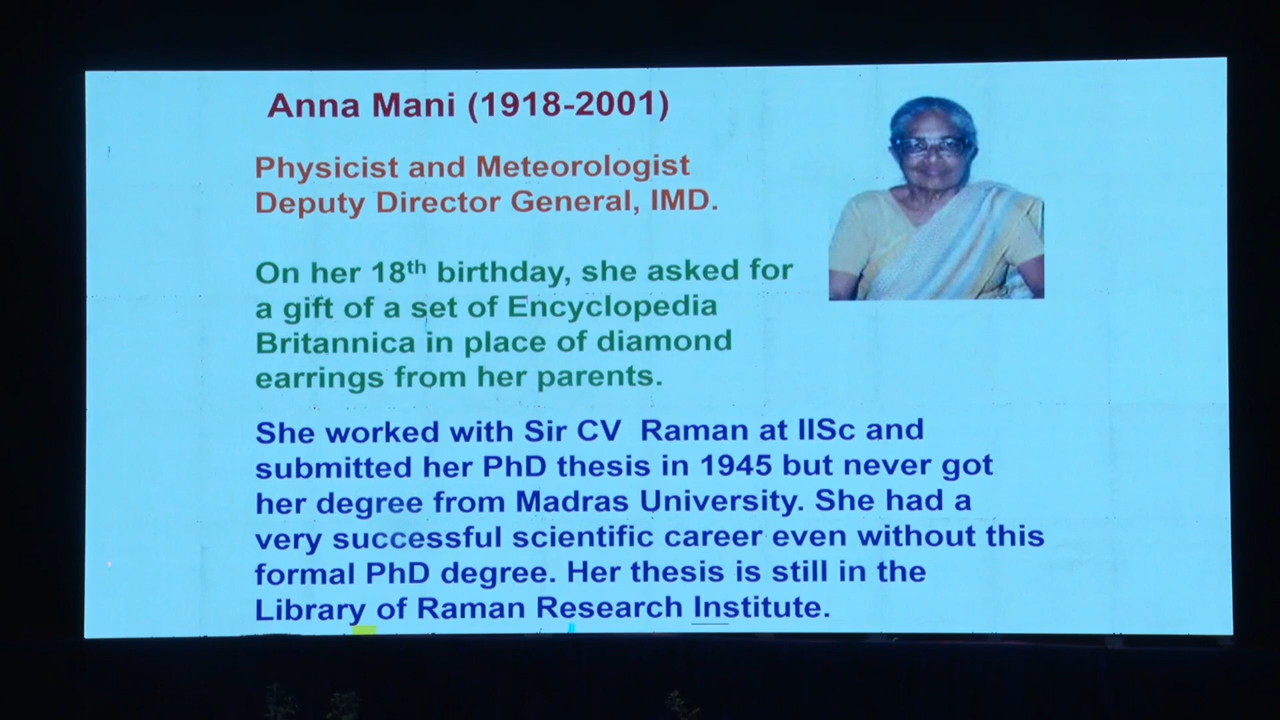 Anna Mani (1918-2001)
Physicist and Meteorologist
Deputy Director General, IMD.
On her 18th birthday, she asked for
a gift of a set of Encyclopedia
Britannica in place of diamond
earrings from her parents.
She worked with Sir CV  Raman at IISc and
submitted her PhD thesis in 1945 but never got
her degree from Madras University. She had a
very successful scientific career even without this
formal PhD degree. Her thesis is still in the
Library of Raman Research Institute.